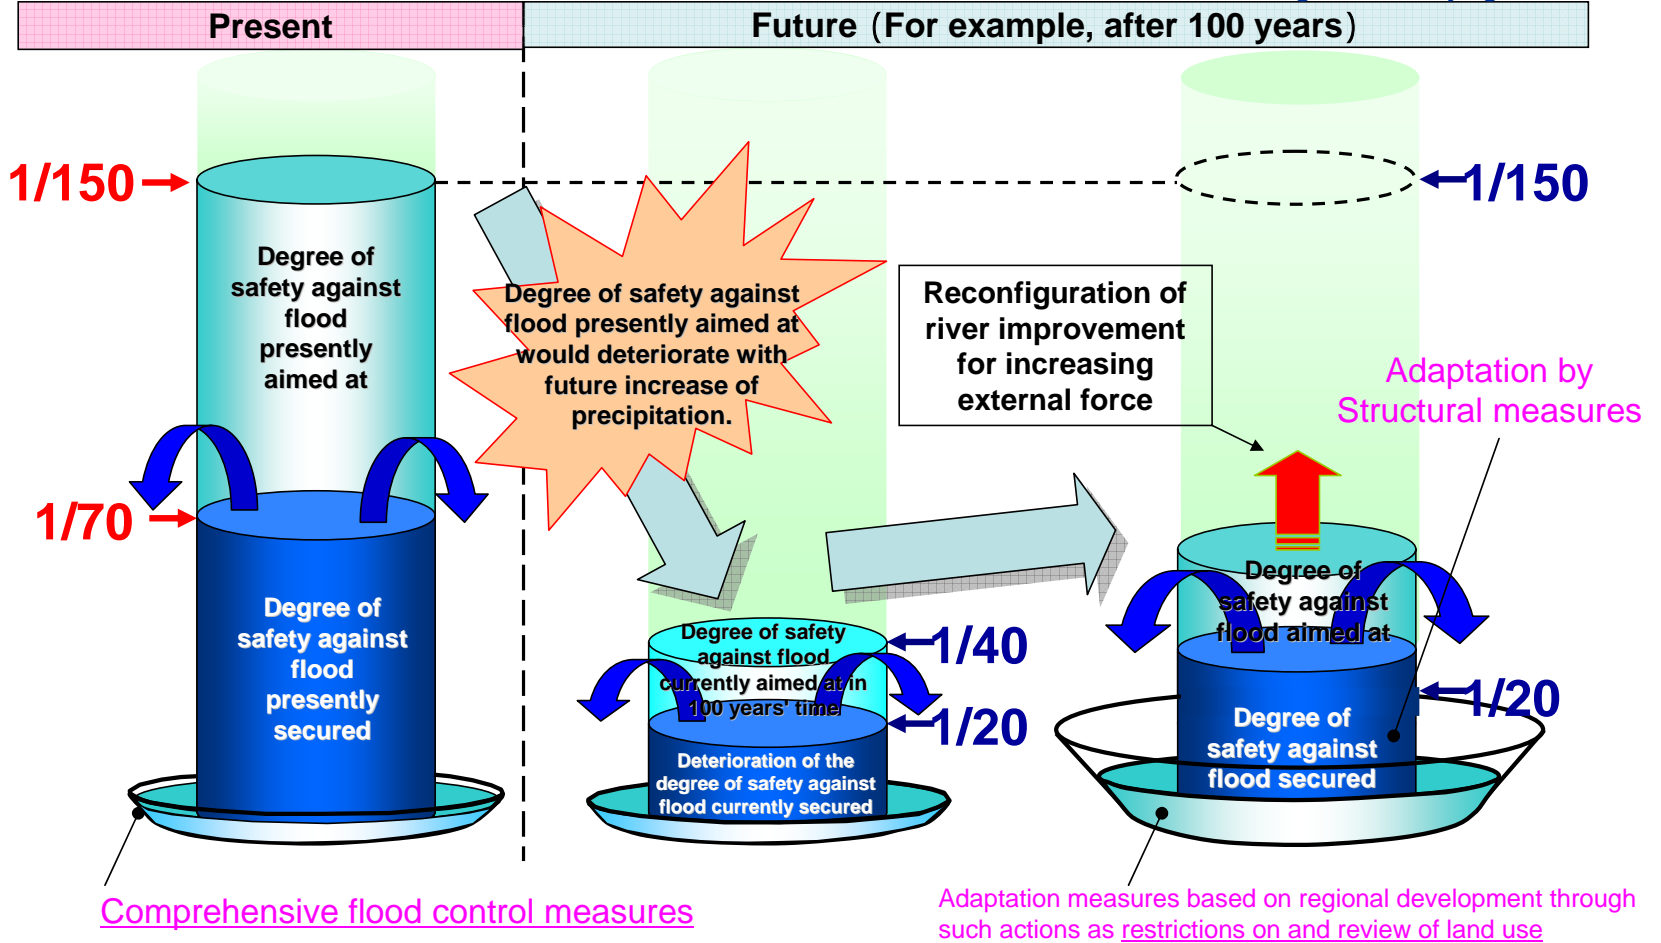 Present
Future (For example, after 100 years)
1/150
1/150
Degree of
safety against
flood
presently
aimed at
Degree of safety against
flood presently aimed at
would deteriorate with
future increase of
precipitation.
Reconfiguration of
river improvement
for increasing
external force
Adaptation by
Structural measures
1/70
Degree of
safety against
flood
presently
secured
Degree of safety
against flood
currently aimed at in
100 years' time
1/40
1/20
Deterioration of the
degree of safety against
flood currently secured
Degree of
safety against
flood aimed at
1/20
Degree of
safety against
flood secured
Comprehensive flood control measures
Adaptation measures based on regional development through
such actions as restrictions on and review of land use